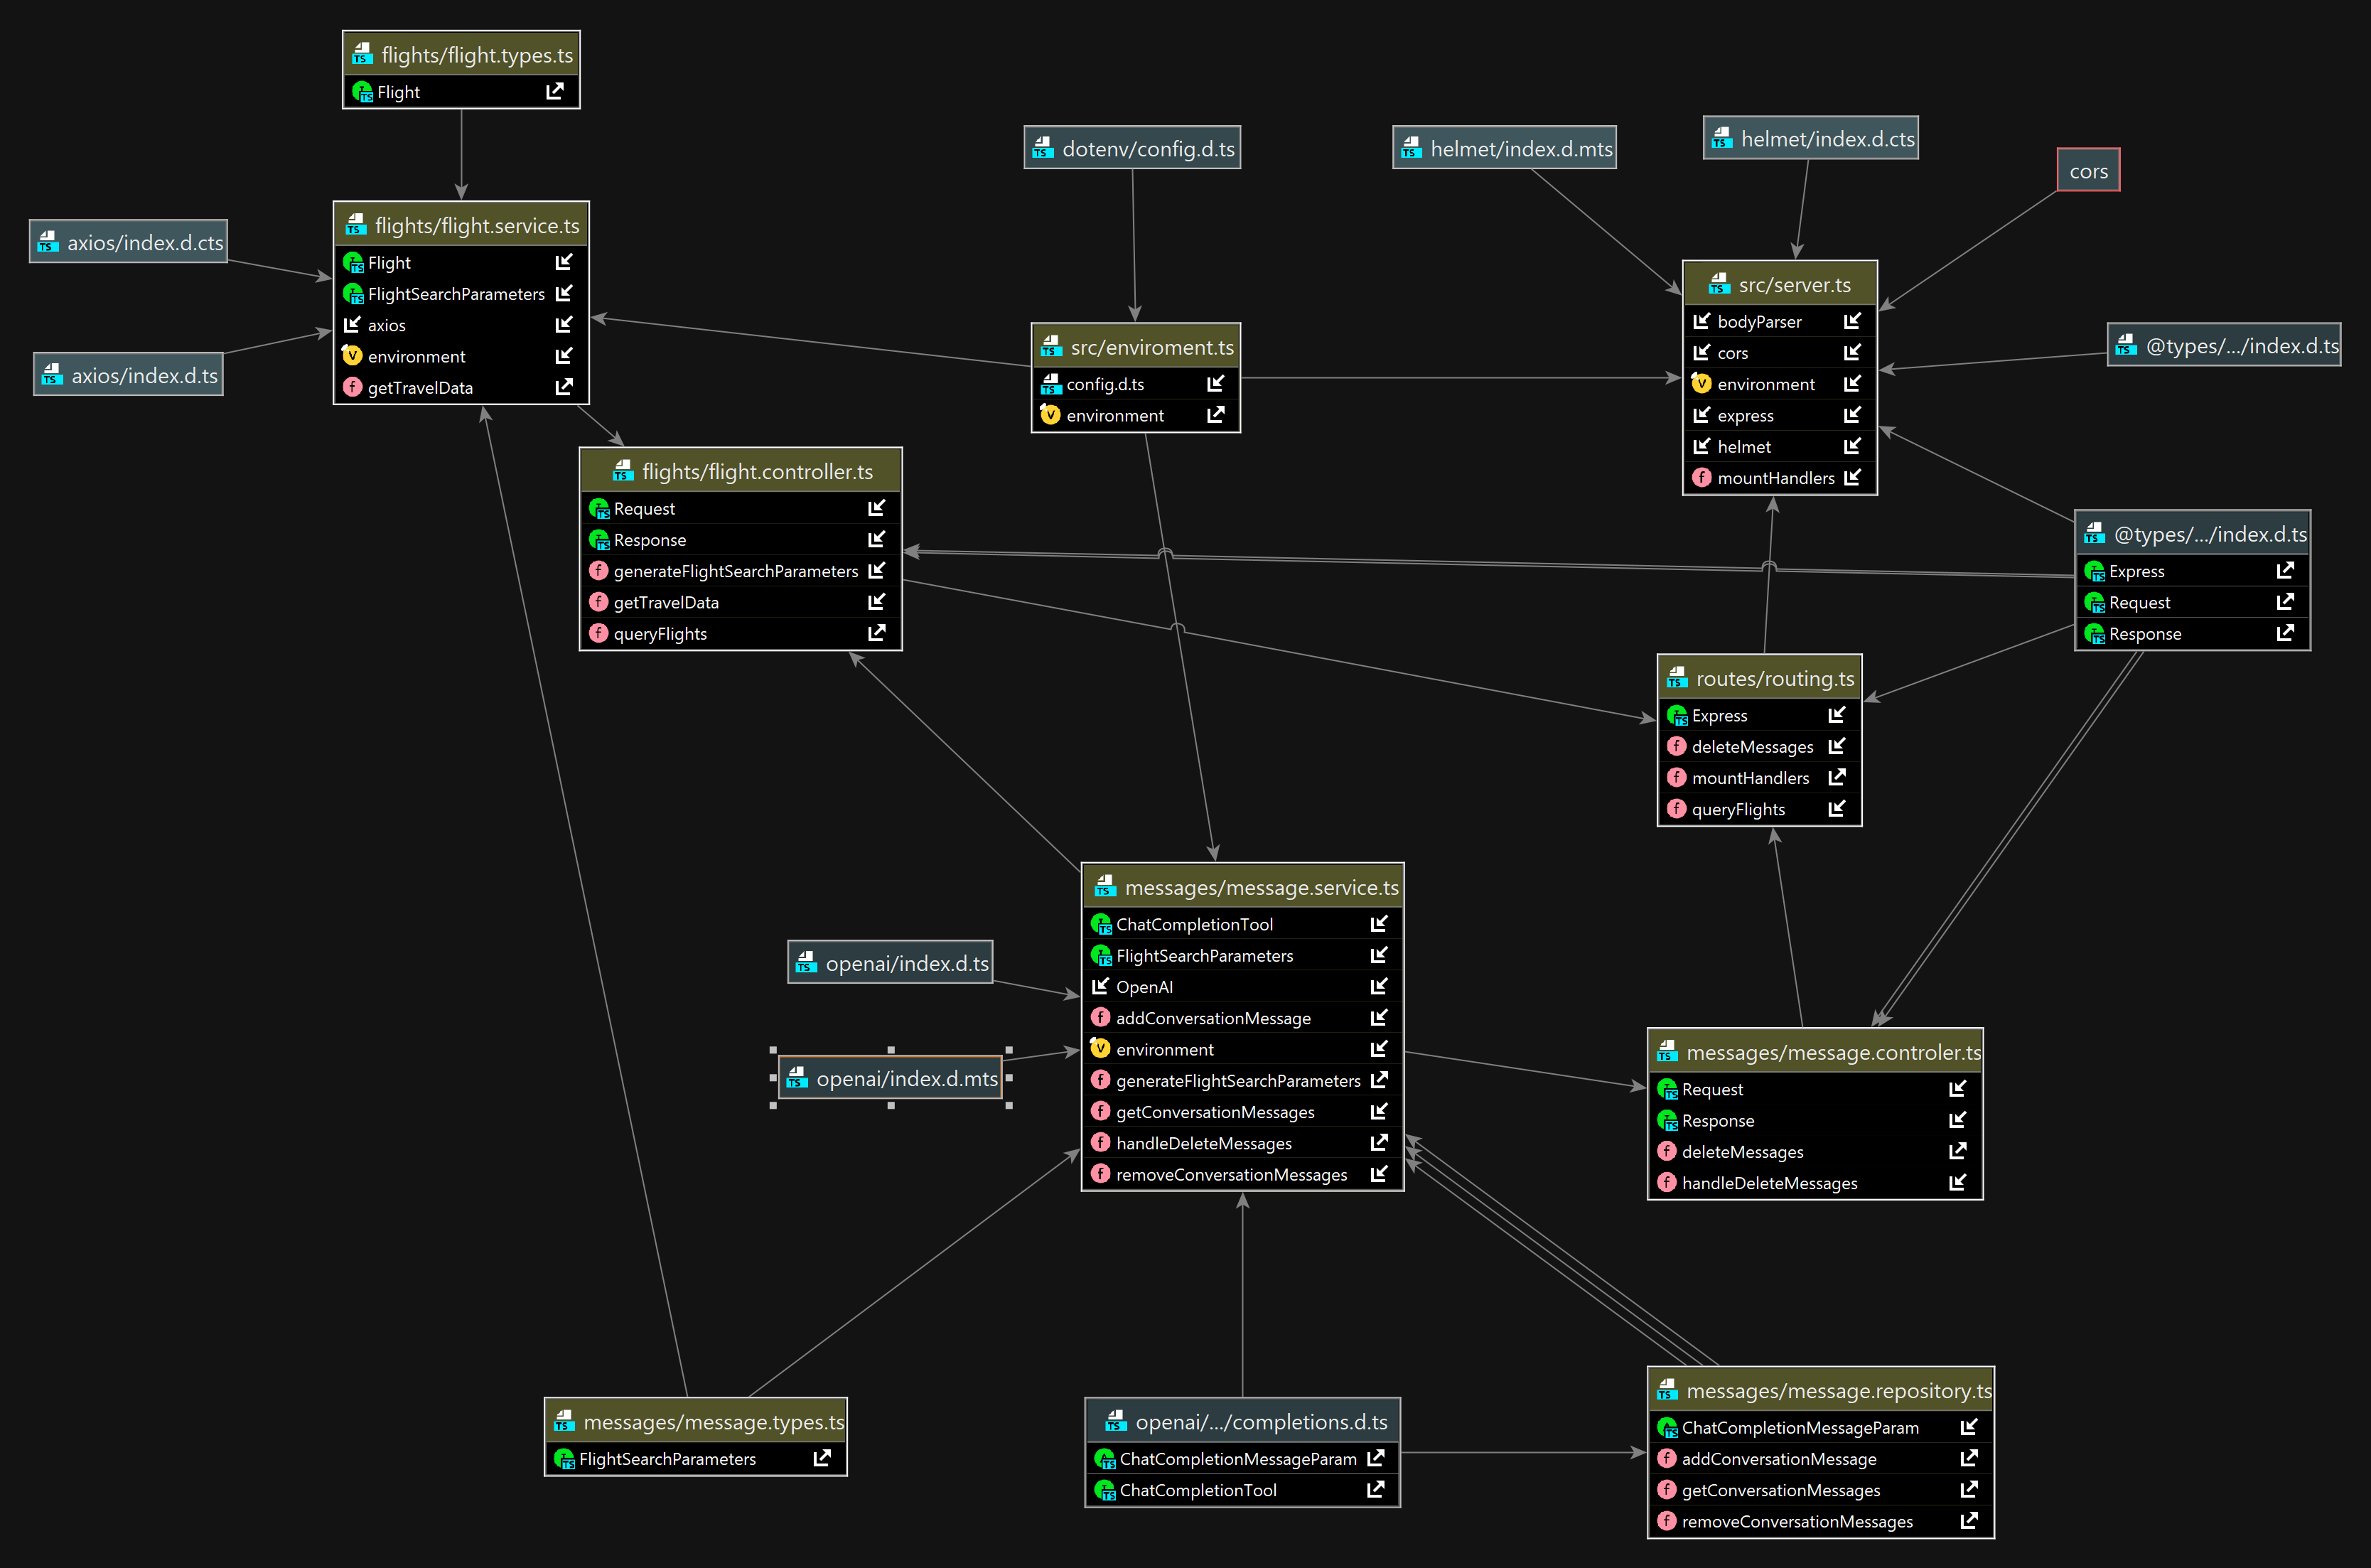 flights/flight.types.ts
Flight
dotenv/config.d.ts
helmet/index.d.mts
helmet/index.d.cts
cors
axios/index.d.cts
axios/index.d.ts
flights/flight.service.ts
Flight
FlightSearchParameters
axios
environment
getTravelData
src/enviroment.ts
config.d.ts
environment
src/server.ts
bodyParser
cors
environment
express
helmet
mountHandlers
@types/.../index.d.ts
flights/flight.controller.ts
Request
Response
generateFlightSearchParameters
getTravelData
queryFlights
@types/.../index.d.ts
Express
Request
Response
routes/routing.ts
Express
deleteMessages
mountHandlers
queryFlights
openai/index.d.ts
openai/index.d.mts
messages/message.service.ts
ChatCompletionTool
FlightSearchParameters
OpenAI
addConversationMessage
environment
generateFlightSearchParameters
getConversationMessages
handleDeleteMessages
removeConversationMessages
messages/message.controler.ts
Request
Response
deleteMessages
handleDeleteMessages
messages/message.types.ts
FlightSearchParameters
openai/.../completions.d.ts
ChatCompletionMessageParam
ChatCompletionTool
messages/message.repository.ts
ChatCompletionMessageParam
addConversationMessage
getConversationMessages
removeConversationMessages